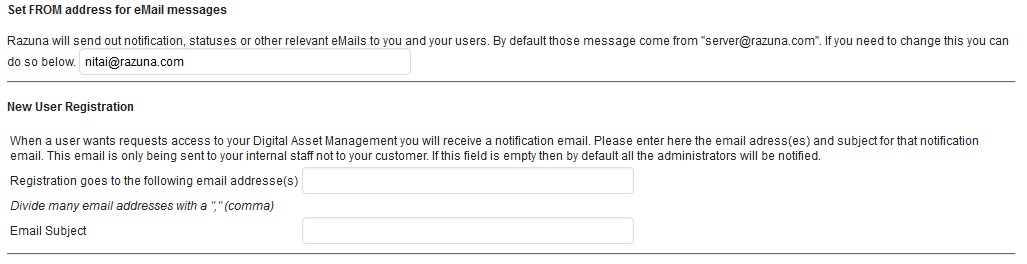 Set FROM address for eMail messages
Razuna will send out notification, statuses or other relevant eMails to you and your users. By default those message come from "server@razuna.com". If you need to change this you can
do so below. nitai@razuna.com
New User Registration
When a user wants requests access to your Digital Asset Management you will receive a notification email. Please enter here the email adress(es) and subject for that notification
email. This email is only being sent to your internal staff not to your customer. If this field is empty then by default all the administrators will be notified.
Registration goes to the following email addresse(s)
Divide many email addresses with a "," (comma)
Email Subject